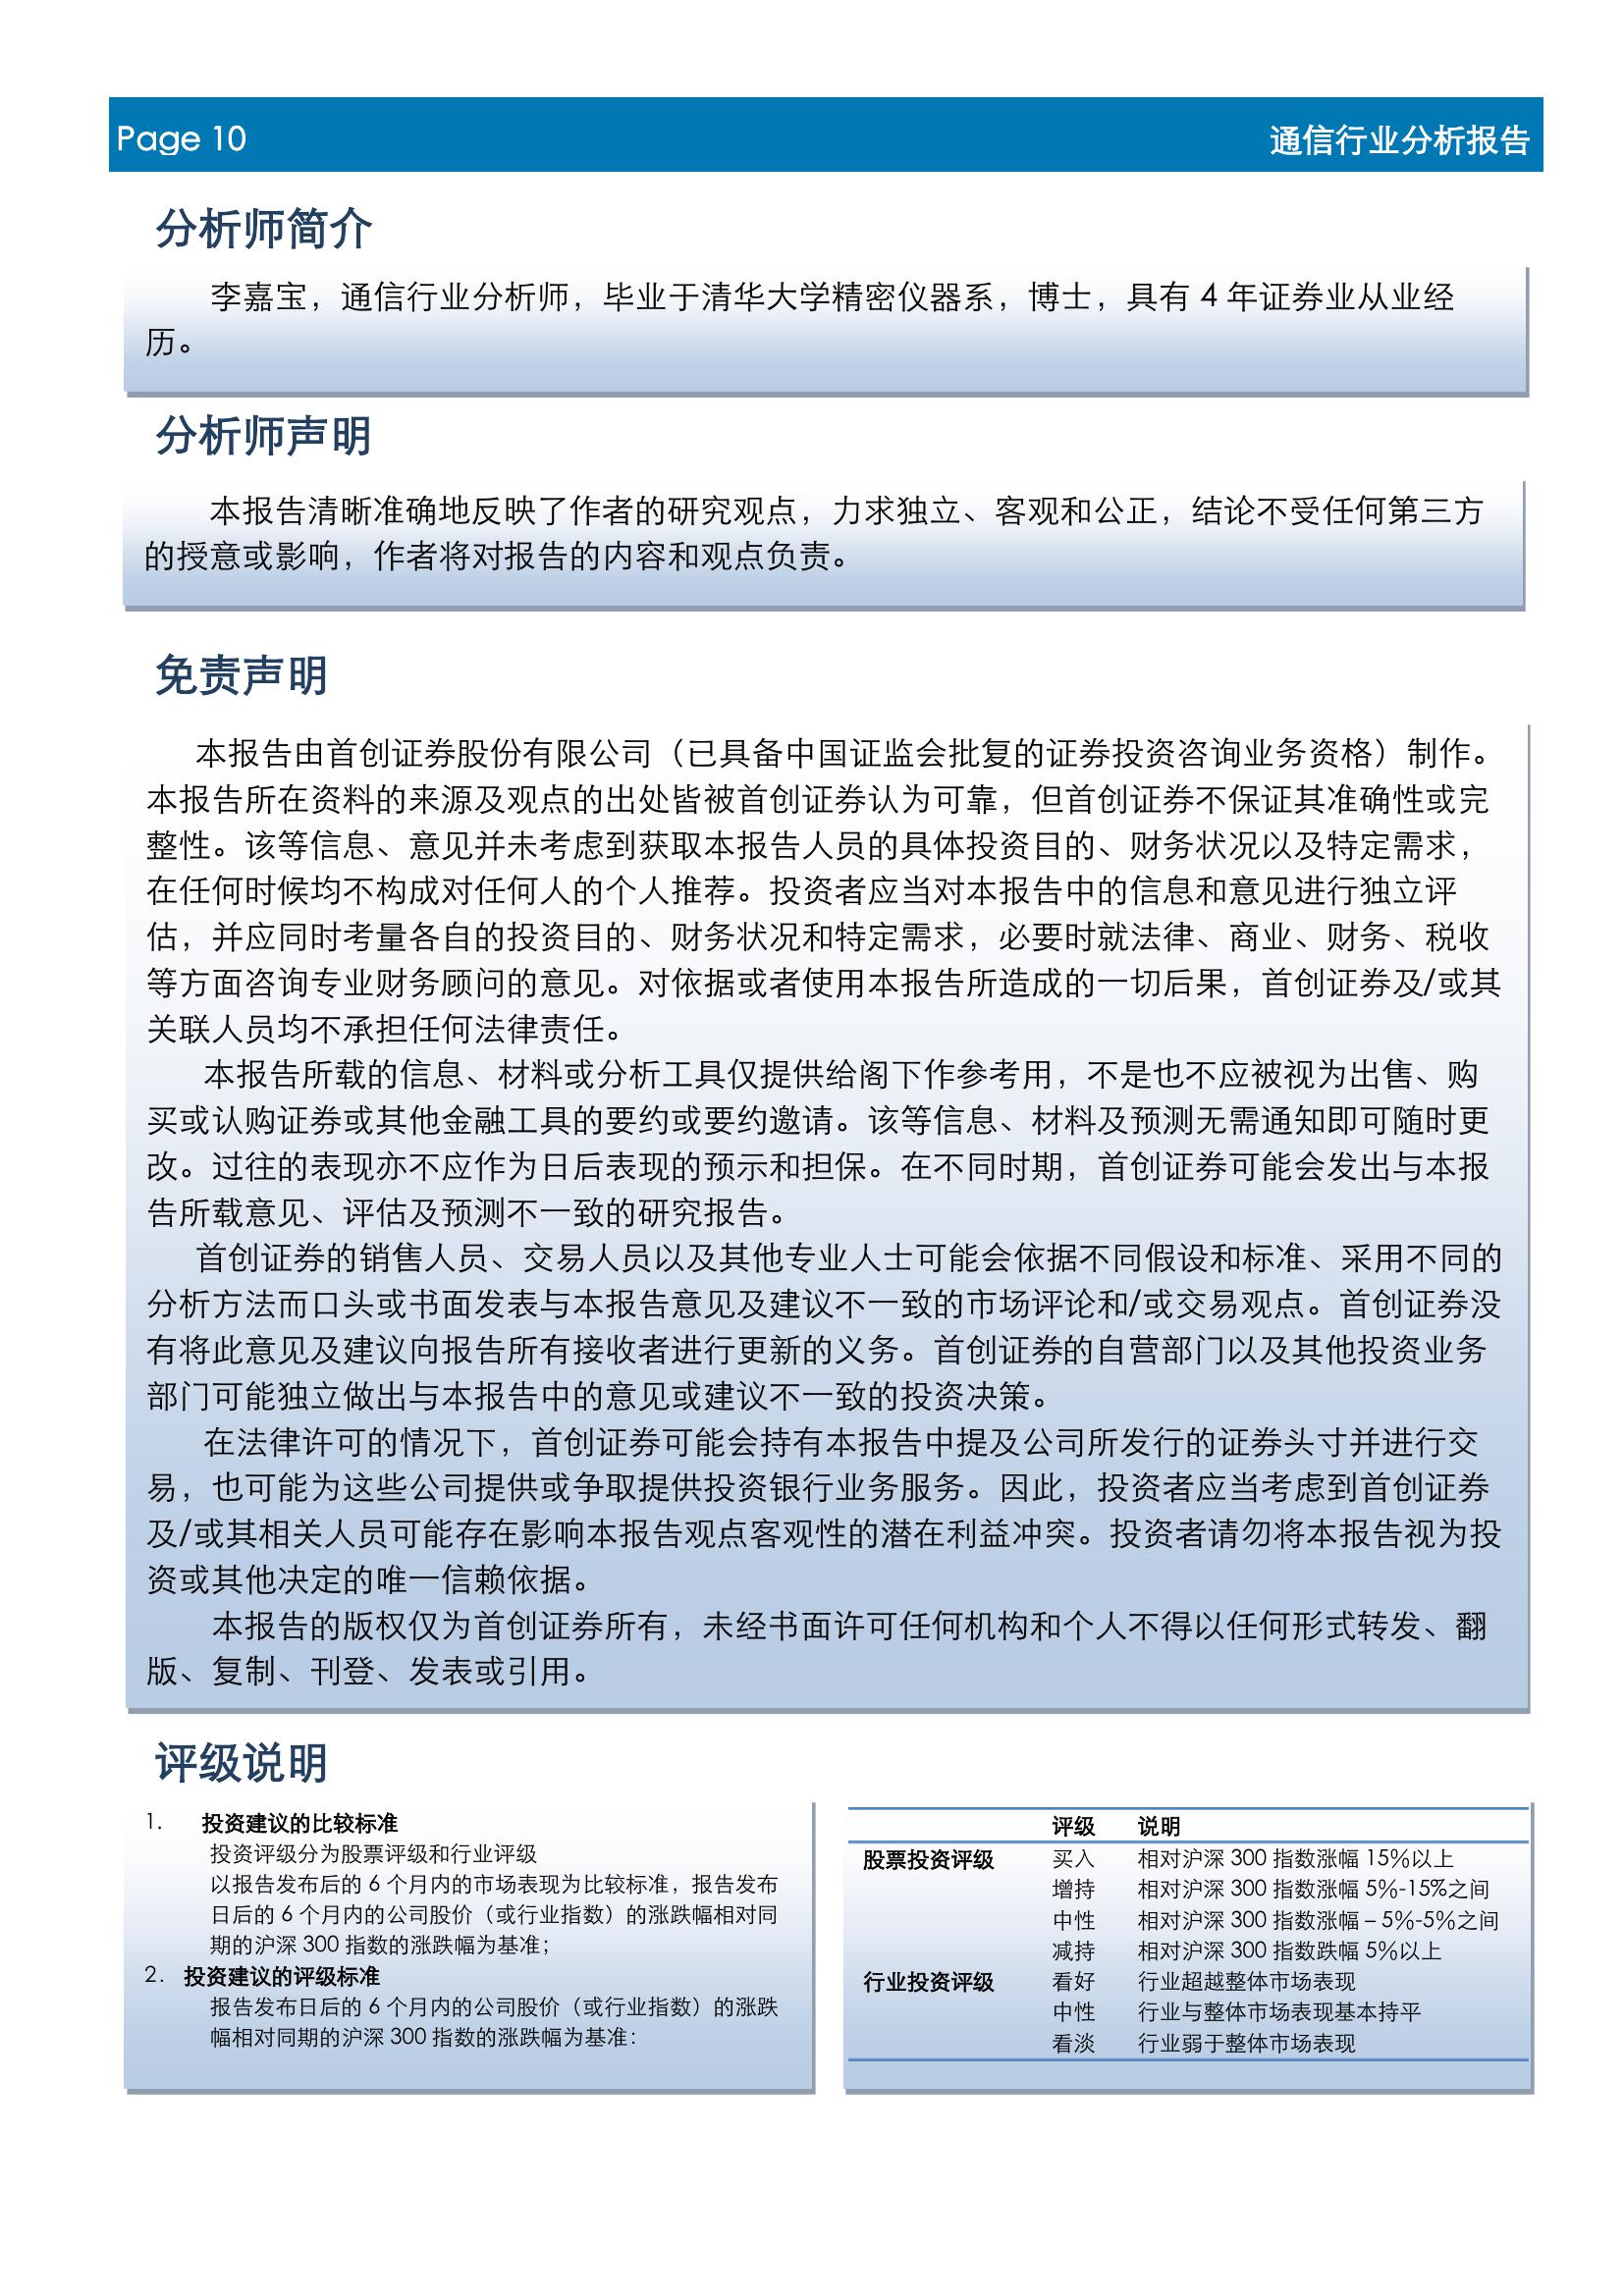 Page 10
通信行业分析报告
分析师简介
李嘉宝，通信行业分析师，毕业于清华大学精密仪器系，博士，具有 4 年证券业从业经
历。
分析师声明
本报告清晰准确地反映了作者的研究观点，力求独立、客观和公正，结论不受任何第三方
的授意或影响，作者将对报告的内容和观点负责。
免责声明
本报告由首创证券股份有限公司（已具备中国证监会批复的证券投资咨询业务资格）制作。
本报告所在资料的来源及观点的出处皆被首创证券认为可靠，但首创证券不保证其准确性或完
整性。该等信息、意见并未考虑到获取本报告人员的具体投资目的、财务状况以及特定需求，
在任何时候均不构成对任何人的个人推荐。投资者应当对本报告中的信息和意见进行独立评
估，并应同时考量各自的投资目的、财务状况和特定需求，必要时就法律、商业、财务、税收
等方面咨询专业财务顾问的意见。对依据或者使用本报告所造成的一切后果，首创证券及/或其
关联人员均不承担任何法律责任。
本报告所载的信息、材料或分析工具仅提供给阁下作参考用，不是也不应被视为出售、购
买或认购证券或其他金融工具的要约或要约邀请。该等信息、材料及预测无需通知即可随时更
改。过往的表现亦不应作为日后表现的预示和担保。在不同时期，首创证券可能会发出与本报
告所载意见、评估及预测不一致的研究报告。
首创证券的销售人员、交易人员以及其他专业人士可能会依据不同假设和标准、采用不同的
分析方法而口头或书面发表与本报告意见及建议不一致的市场评论和/或交易观点。首创证券没
有将此意见及建议向报告所有接收者进行更新的义务。首创证券的自营部门以及其他投资业务
部门可能独立做出与本报告中的意见或建议不一致的投资决策。
在法律许可的情况下，首创证券可能会持有本报告中提及公司所发行的证券头寸并进行交
易，也可能为这些公司提供或争取提供投资银行业务服务。因此，投资者应当考虑到首创证券
及/或其相关人员可能存在影响本报告观点客观性的潜在利益冲突。投资者请勿将本报告视为投
资或其他决定的唯一信赖依据。
本报告的版权仅为首创证券所有，未经书面许可任何机构和个人不得以任何形式转发、翻
版、复制、刊登、发表或引用。
评级说明
1. 投资建议的比较标准
投资评级分为股票评级和行业评级
以报告发布后的 6 个月内的市场表现为比较标准，报告发布
日后的 6 个月内的公司股价（或行业指数）的涨跌幅相对同
期的沪深 300 指数的涨跌幅为基准；
2. 投资建议的评级标准
报告发布日后的 6 个月内的公司股价（或行业指数）的涨跌
幅相对同期的沪深 300 指数的涨跌幅为基准：
评级 说明
股票投资评级 买入 相对沪深 300 指数涨幅 15％以上
增持 相对沪深 300 指数涨幅 5％-15％之间
中性 相对沪深 300 指数涨幅 – 5％-5％之间
减持 相对沪深 300 指数跌幅 5％以上
行业投资评级 看好 行业超越整体市场表现
中性 行业与整体市场表现基本持平
看淡 行业弱于整体市场表现